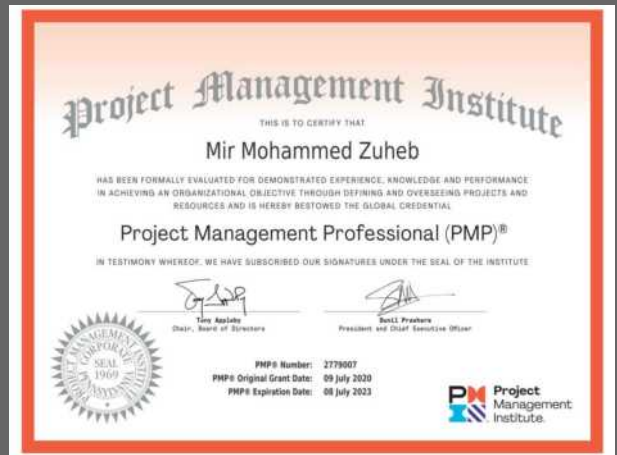 Project Management Institute
THIS IS TO CERTIFY THAT
Mir Mohammed Zuheb
HAS BEEN FORMALLY EVALUATED FOR DEMONSTRATED EXPERIENCE, KNOWLEDGE AND PERFORMANCE
IN ACHIEVING AN ORGANIZATIONAL OBJECTIVE THROUGH DEFINING AND OVERSEEING PROJECTS AND
RESOURCES AND IS HEREBY BESTOWED THE GLOBAL CREDENTIAL
Project Management Professional (PMP)®
IN TESTIMONY WHEREOF, WE HAVE SUBSCRIBED OUR SIGNATURES UNDER THE SEAL OF THE INSTITUTE
Tony Appleby
Chair, Board of Directors
Sunil Prashara
President and Chief Executive Officer
PROJECT MANAGEMENT INSTITUTE
CORPORATE
SEAL
1969
PENNSYLVANIA
PMP® Number: 2779007
PMP® Original Grant Date: 09 July 2020
PMP® Expiration Date: 08 July 2023
PM
Project
Management
Institute.